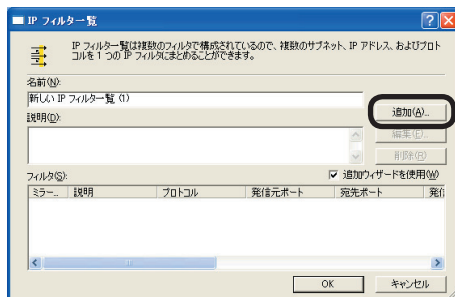 IP フィルタ一覧
IP フィルター覧は複数のフィルタで構成されているので、複数のサブネット、IP アドレス、およびプロト
コルを 1 つの IP フィルタにまとめることができます。
名前(N):
新しい IP フィルター覧 (1)
追加(A)...
説明(D):
編集(E)...
削除(R)
フィルタ(S):
追加ウィザードを使用(W)
ミラー... 説明 プロトコル 発信元ポート 宛先ポート 発信
OK
キャンセル